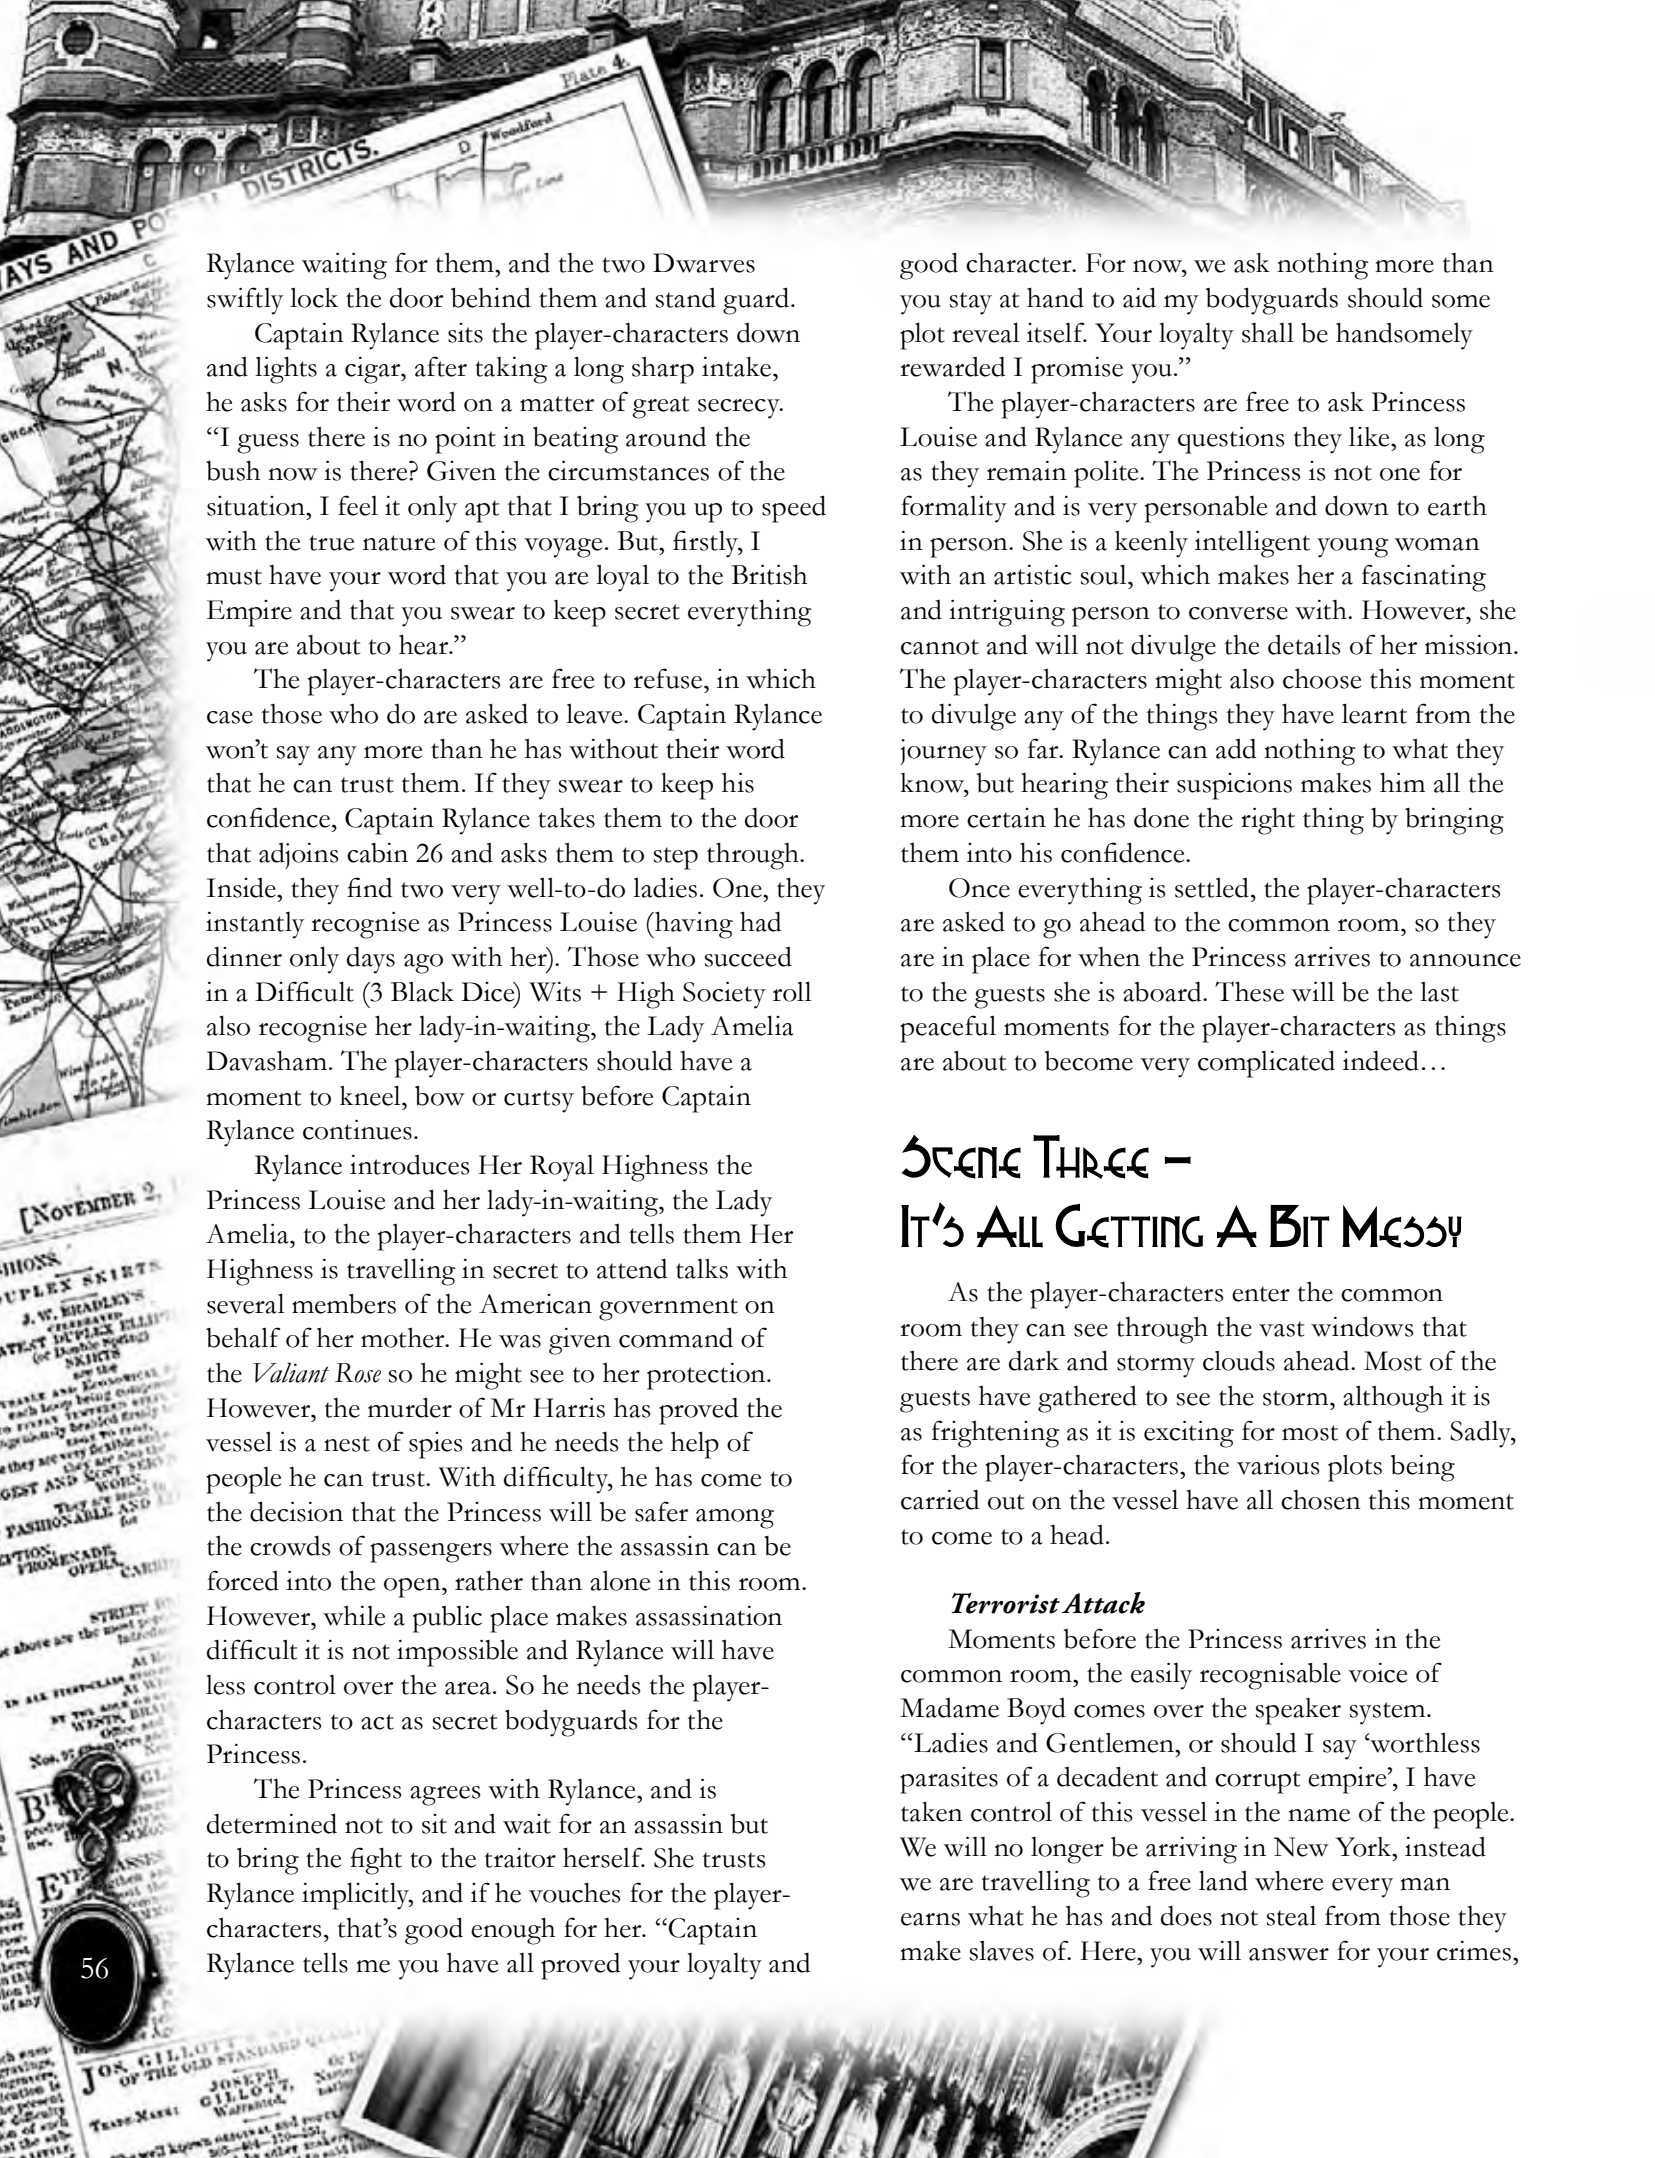 Plate 4.
D
Woodford
DISTRICTS.
AYS AND PO
C
Rylance waiting for them, and the two Dwarves
swiftly lock the door behind them and stand guard.
Captain Rylance sits the player-characters down
and lights a cigar, after taking a long sharp intake,
he asks for their word on a matter of great secrecy.
“I guess there is no point in beating around the
bush now is there? Given the circumstances of the
situation, I feel it only apt that I bring you up to speed
with the true nature of this voyage. But, firstly, I
must have your word that you are loyal to the British
Empire and that you swear to keep secret everything
you are about to hear.”
The player-characters are free to refuse, in which
case those who do are asked to leave. Captain Rylance
won’t say any more than he has without their word
that he can trust them. If they swear to keep his
confidence, Captain Rylance takes them to the door
that adjoins cabin 26 and asks them to step through.
Inside, they find two very well-to-do ladies. One, they
instantly recognise as Princess Louise (having had
dinner only days ago with her). Those who succeed
in a Difficult (3 Black Dice) Wits + High Society roll
also recognise her lady-in-waiting, the Lady Amelia
Davasham. The player-characters should have a
moment to kneel, bow or curtsy before Captain
Rylance continues.
Rylance introduces Her Royal Highness the
Princess Louise and her lady-in-waiting, the Lady
Amelia, to the player-characters and tells them Her
Highness is travelling in secret to attend talks with
several members of the American government on
behalf of her mother. He was given command of
the Valiant Rose so he might see to her protection.
However, the murder of Mr Harris has proved the
vessel is a nest of spies and he needs the help of
people he can trust. With difficulty, he has come to
the decision that the Princess will be safer among
the crowds of passengers where the assassin can be
forced into the open, rather than alone in this room.
However, while a public place makes assassination
difficult it is not impossible and Rylance will have
less control over the area. So he needs the player-
characters to act as secret bodyguards for the
Princess.
The Princess agrees with Rylance, and is
determined not to sit and wait for an assassin but
to bring the fight to the traitor herself. She trusts
Rylance implicitly, and if he vouches for the player-
characters, that’s good enough for her. “Captain
Rylance tells me you have all proved your loyalty and
good character. For now, we ask nothing more than
you stay at hand to aid my bodyguards should some
plot reveal itself. Your loyalty shall be handsomely
rewarded I promise you.”
The player-characters are free to ask Princess
Louise and Rylance any questions they like, as long
as they remain polite. The Princess is not one for
formality and is very personable and down to earth
in person. She is a keenly intelligent young woman
with an artistic soul, which makes her a fascinating
and intriguing person to converse with. However, she
cannot and will not divulge the details of her mission.
The player-characters might also choose this moment
to divulge any of the things they have learnt from the
journey so far. Rylance can add nothing to what they
know, but hearing their suspicions makes him all the
more certain he has done the right thing by bringing
them into his confidence.
Once everything is settled, the player-characters
are asked to go ahead to the common room, so they
are in place for when the Princess arrives to announce
to the guests she is aboard. These will be the last
peaceful moments for the player-characters as things
are about to become very complicated indeed…
Scene Three –
It’s All Getting A Bit Messy
As the player-characters enter the common
room they can see through the vast windows that
there are dark and stormy clouds ahead. Most of the
guests have gathered to see the storm, although it is
as frightening as it is exciting for most of them. Sadly,
for the player-characters, the various plots being
carried out on the vessel have all chosen this moment
to come to a head.
Terrorist Attack
Moments before the Princess arrives in the
common room, the easily recognisable voice of
Madame Boyd comes over the speaker system.
“Ladies and Gentlemen, or should I say ‘worthless
parasites of a decadent and corrupt empire’, I have
taken control of this vessel in the name of the people.
We will no longer be arriving in New York, instead
we are travelling to a free land where every man
earns what he has and does not steal from those they
make slaves of. Here, you will answer for your crimes,
[NOVEMBER 2,
UPLEX SKIRTS
J. W. BRADLEY'S
SKIRTS
FASHIONABLE AND
PROMENADE,
OPERA,
STREET
56
JOS. GILLOTT
OF THE OLD STANDARD
JOSEPH
GILLOTT,
Warranted.
TRADE-MARK: